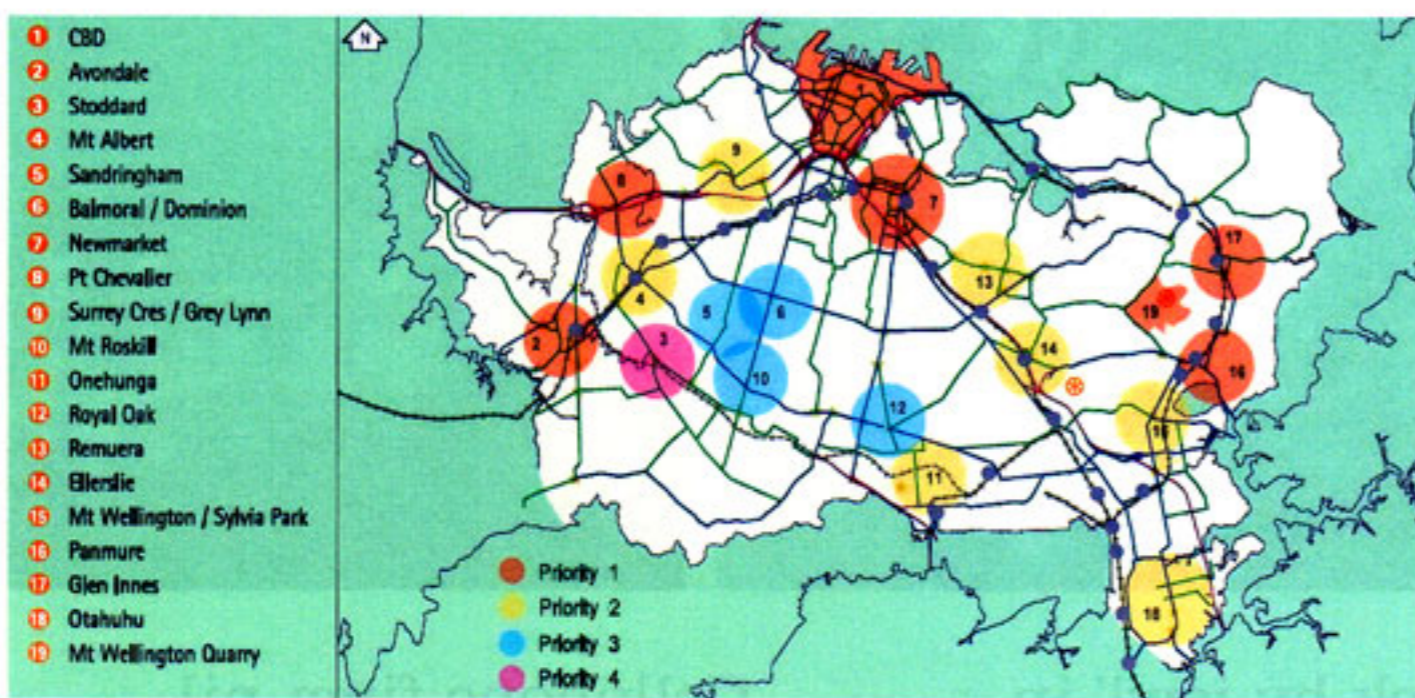 1 CBD
2 Avondale
3 Stoddard
4 Mt Albert
5 Sandringham
6 Balmoral / Dominion
7 Newmarket
8 Pt Chevalier
9 Surrey Cres / Grey Lynn
10 Mt Roskill
11 Onehunga
12 Royal Oak
13 Remuera
14 Ellerslie
15 Mt Wellington / Sylvia Park
16 Panmure
17 Glen Innes
18 Otahuhu
19 Mt Wellington Quarry
N
1
9
8
7
17
4
13
19
5
6
2
3
14
10
16
12
15
11
18
Priority 1
Priority 2
Priority 3
Priority 4